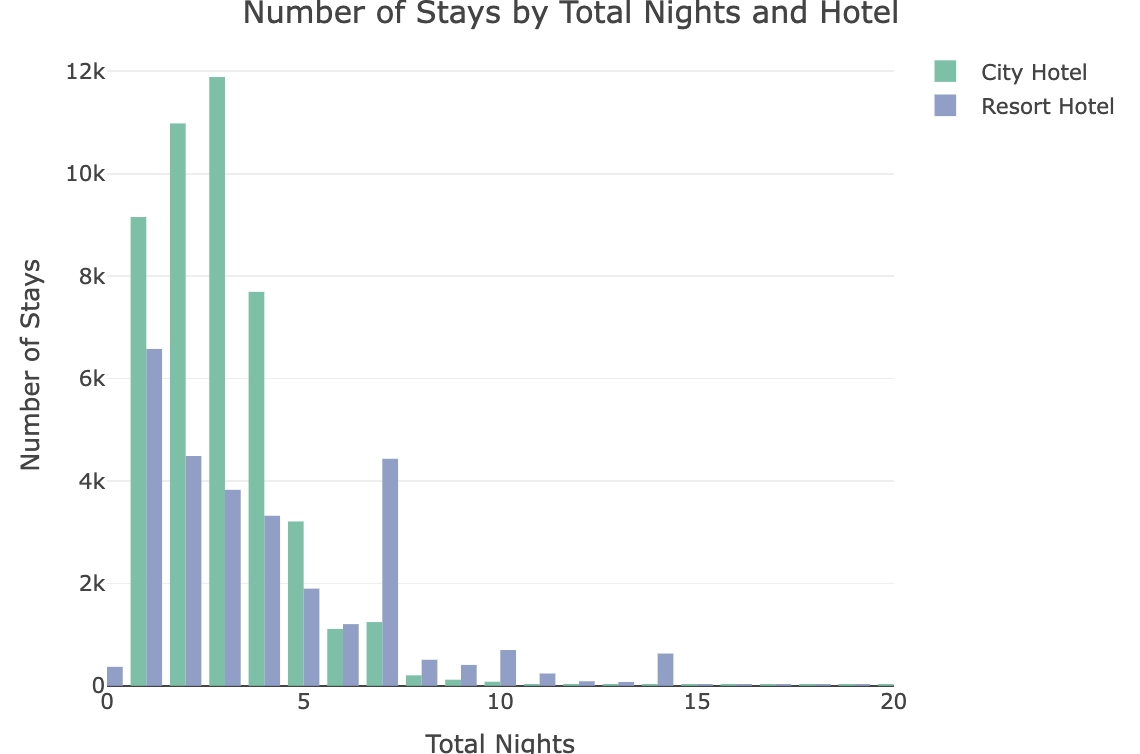 Number of Stays by Total Nights and Hotel
City Hotel
Resort Hotel
12k
10k
8k
6k
4k
2k
0
Number of Stays
0 5 10 15 20
Total Nights